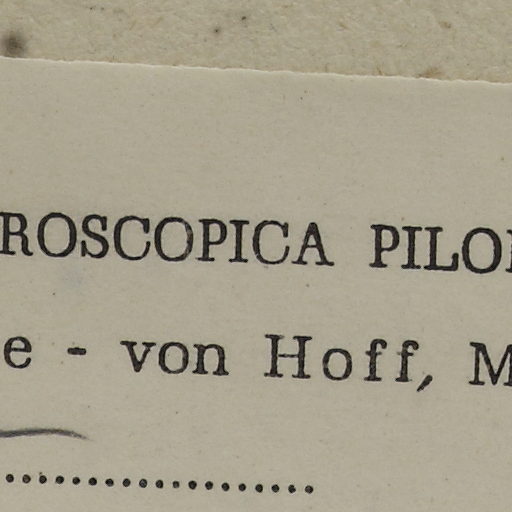 ROSCOPICA PILO
e - von Hoff, M
....................